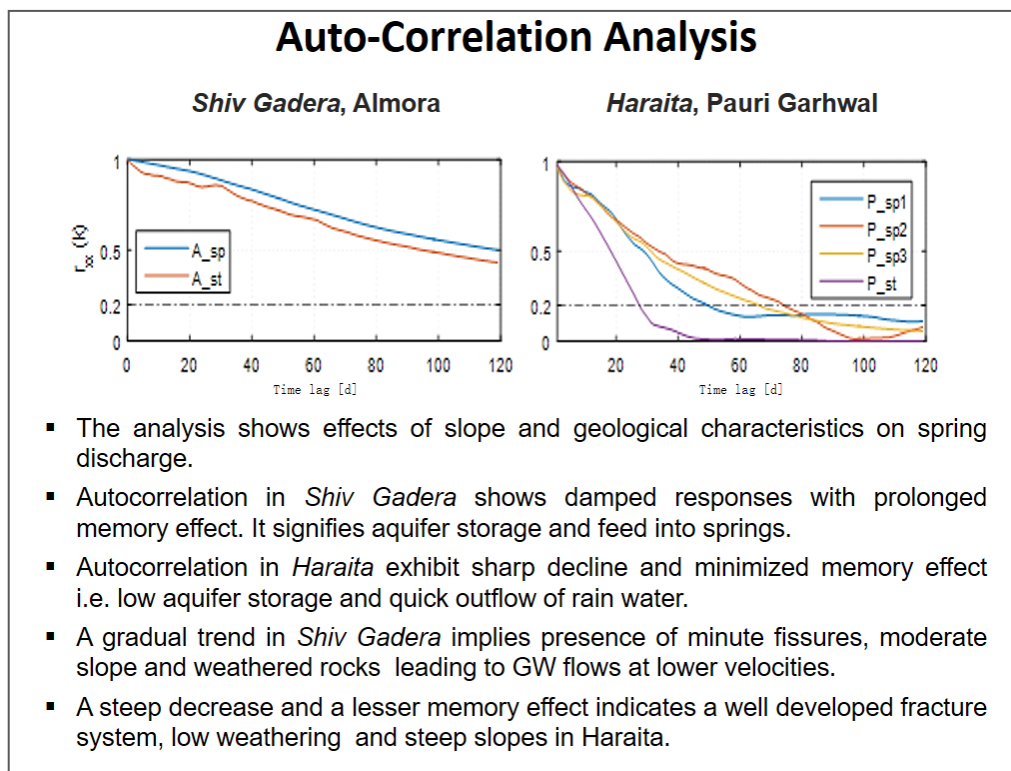 Auto-Correlation Analysis
Shiv Gadera, Almora
Haraita, Pauri Garhwal
1
0.5
0.2
0
r_xx (k)
A_sp
A_st
0 20 40 60 80 100 120
Time lag [d]
1
0.5
0.2
0
P_sp1
P_sp2
P_sp3
P_st
20 40 60 80 100 120
Time lag [d]
▪ The analysis shows effects of slope and geological characteristics on spring
discharge.
▪ Autocorrelation in Shiv Gadera shows damped responses with prolonged
memory effect. It signifies aquifer storage and feed into springs.
▪ Autocorrelation in Haraita exhibit sharp decline and minimized memory effect
i.e. low aquifer storage and quick outflow of rain water.
▪ A gradual trend in Shiv Gadera implies presence of minute fissures, moderate
slope and weathered rocks leading to GW flows at lower velocities.
▪ A steep decrease and a lesser memory effect indicates a well developed fracture
system, low weathering and steep slopes in Haraita.